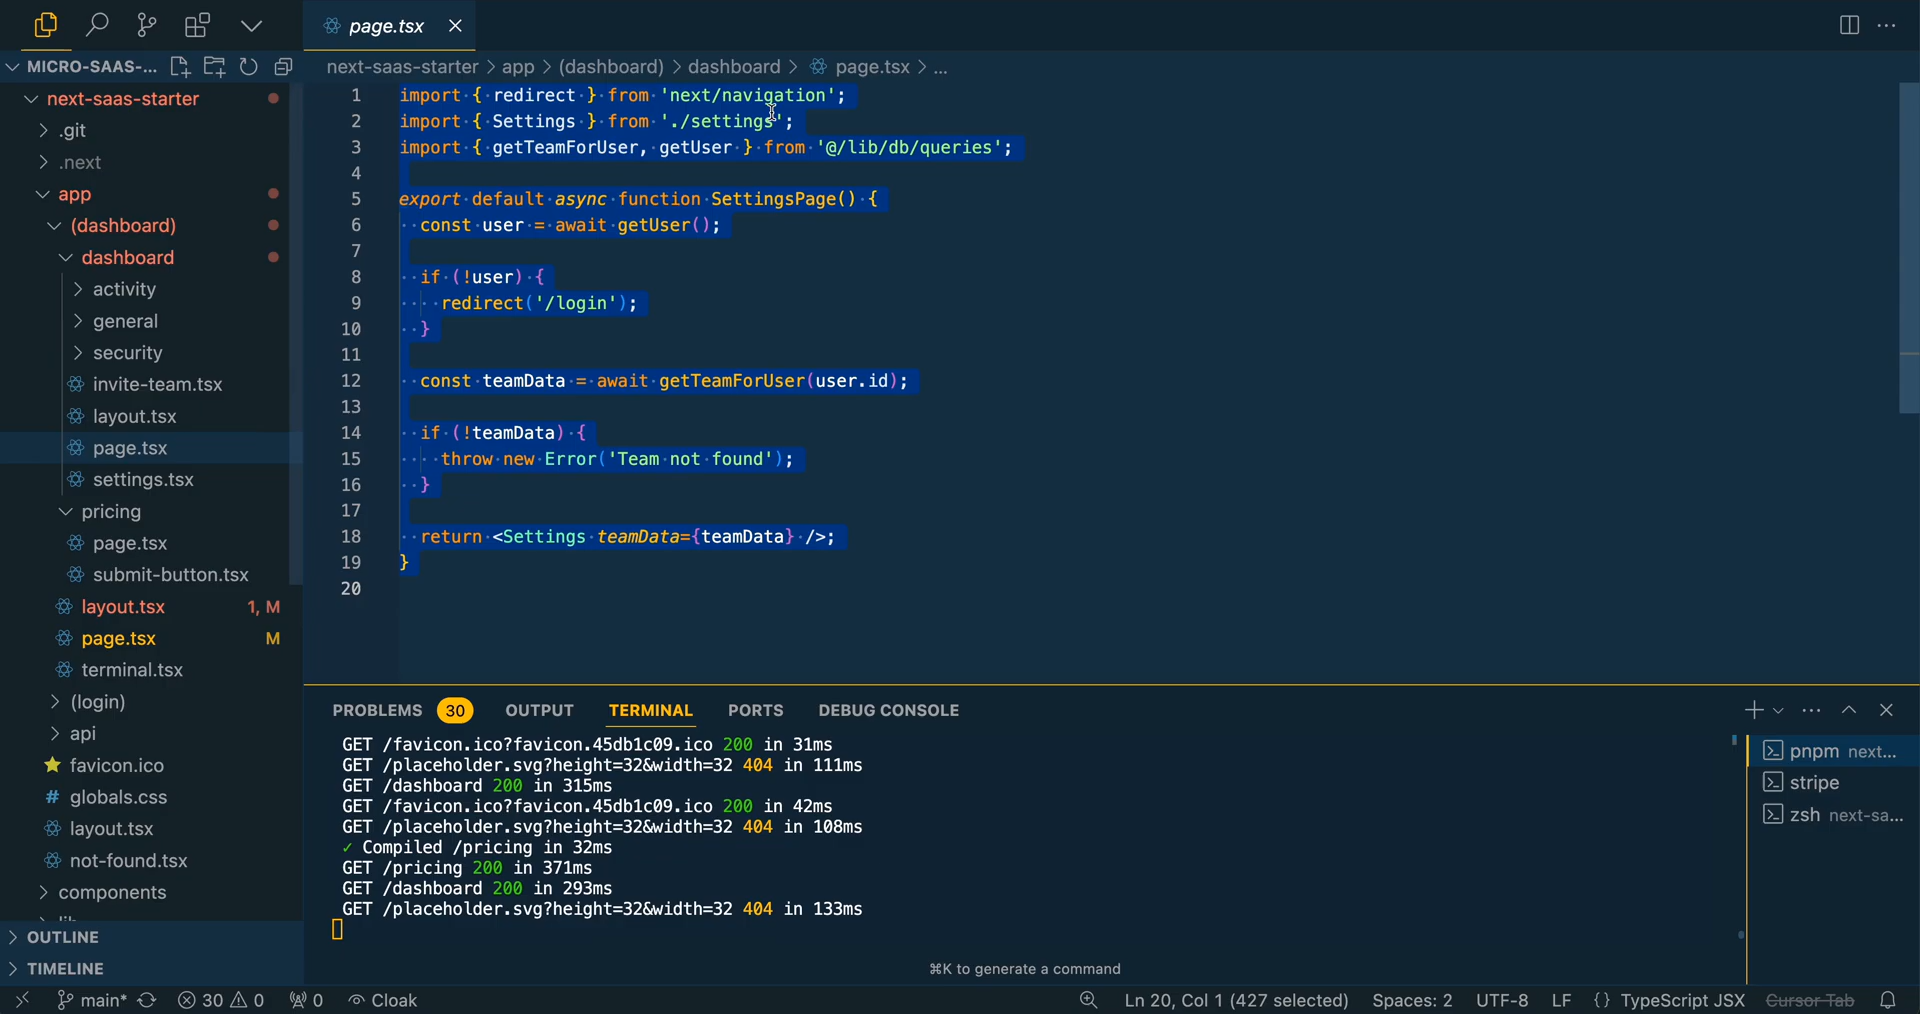 page.tsx
MICRO-SAAS-...
next-saas-starter > app > (dashboard) > dashboard > page.tsx > ...
next-saas-starter
.git
.next
app
(dashboard)
dashboard
activity
general
security
invite-team.tsx
layout.tsx
page.tsx
settings.tsx
pricing
page.tsx
submit-button.tsx
layout.tsx 1, M
page.tsx M
terminal.tsx
(login)
api
favicon.ico
globals.css
layout.tsx
not-found.tsx
components
OUTLINE
TIMELINE
1 import { redirect } from 'next/navigation';
2 import { Settings } from './settings';
3 import { getTeamForUser, getUser } from '@/lib/db/queries';
4
5 export default async function SettingsPage() {
6 const user = await getUser();
7
8 if (!user) {
9 redirect('/login');
10 }
11
12 const teamData = await getTeamForUser(user.id);
13
14 if (!teamData) {
15 throw new Error('Team not found');
16 }
17
18 return <Settings teamData={teamData} />;
19 }
20
PROBLEMS 30 OUTPUT TERMINAL PORTS DEBUG CONSOLE
GET /favicon.ico?favicon.45db1c09.ico 200 in 31ms
GET /placeholder.svg?height=32&width=32 404 in 111ms
GET /dashboard 200 in 315ms
GET /favicon.ico?favicon.45db1c09.ico 200 in 42ms
GET /placeholder.svg?height=32&width=32 404 in 108ms
✓ Compiled /pricing in 32ms
GET /pricing 200 in 371ms
GET /dashboard 200 in 293ms
GET /placeholder.svg?height=32&width=32 404 in 133ms
⌘K to generate a command
pnpm next...
stripe
zsh next-sa...
main* 30 0 0 Cloak Ln 20, Col 1 (427 selected) Spaces: 2 UTF-8 LF {} TypeScript JSX Cursor Tab